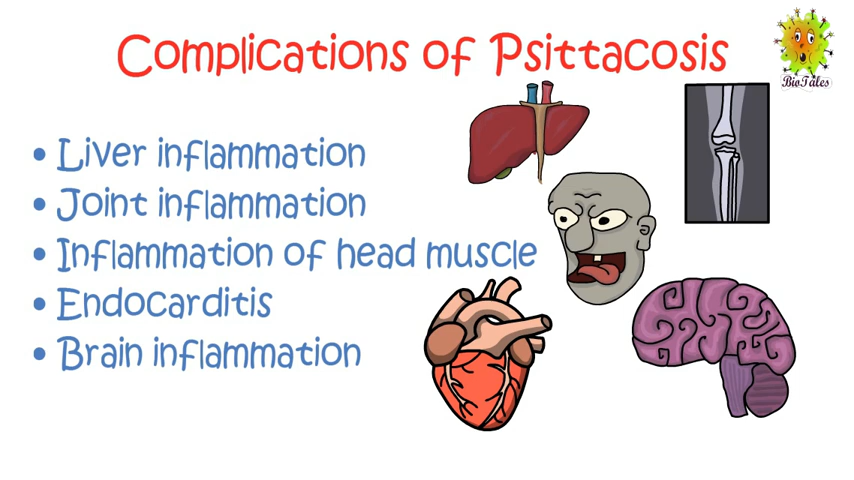 Complications of Psittacosis
BioTales
• Liver inflammation
• Joint inflammation
• Inflammation of head muscle
• Endocarditis
• Brain inflammation